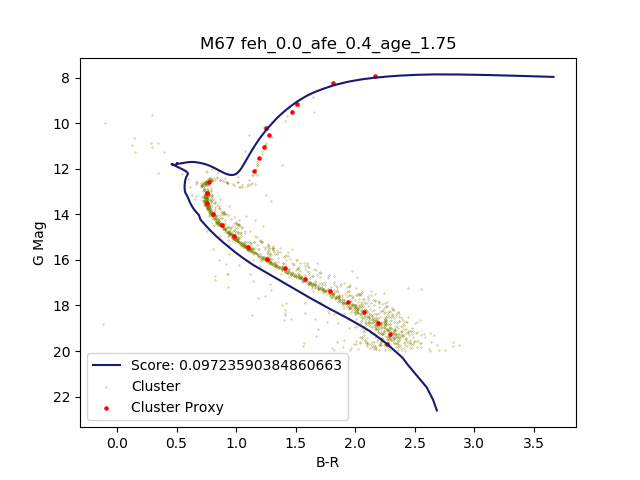 M67 feh_0.0_afe_0.4_age_1.75
G Mag
8
10
12
14
16
18
20
22
Score: 0.09723590384860663
Cluster
Cluster Proxy
0.0 0.5 1.0 1.5 2.0 2.5 3.0 3.5
B-R